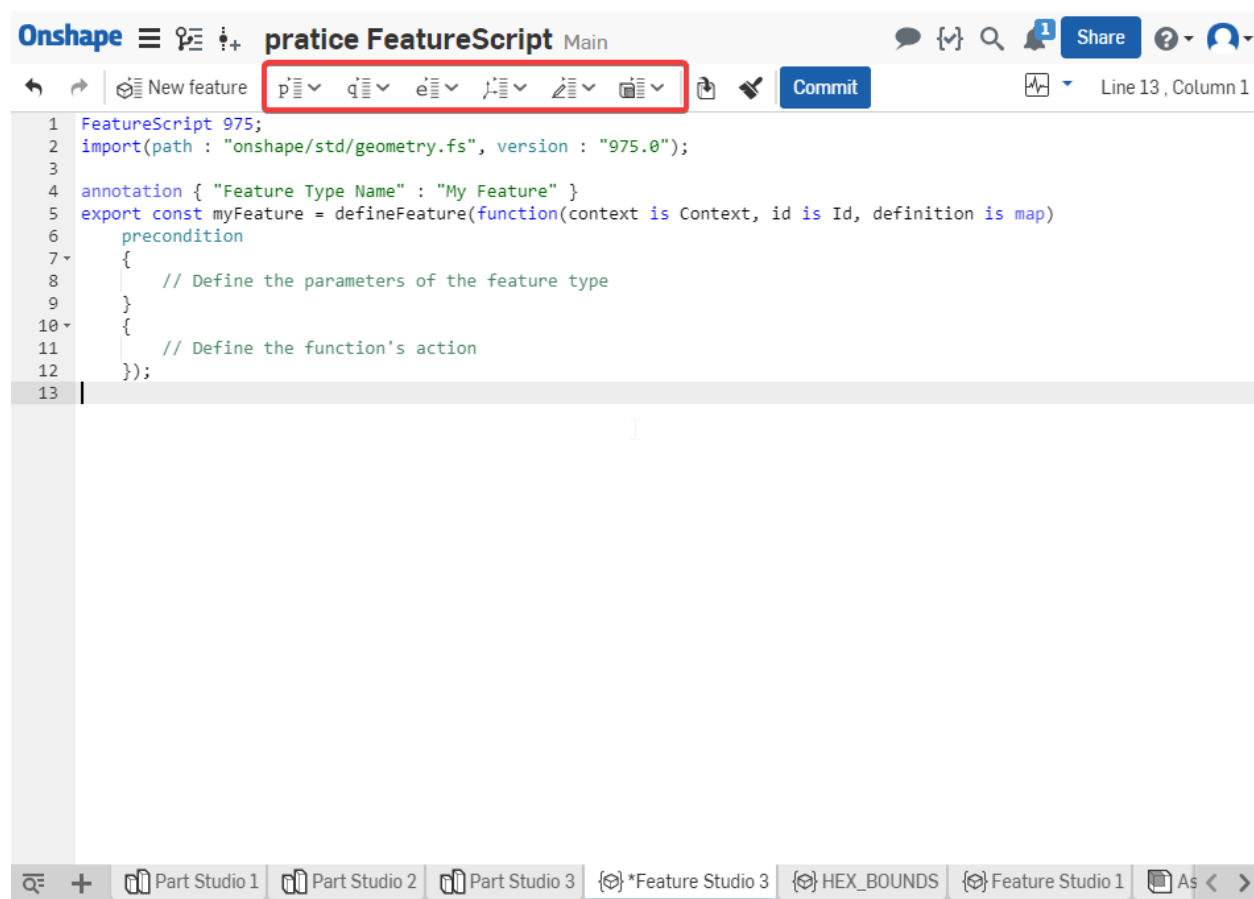 Onshape pratice FeatureScript Main 1 Share
New feature p q e Commit Line 13 , Column 1
1 FeatureScript 975;
2 import(path : "onshape/std/geometry.fs", version : "975.0");
3
4 annotation { "Feature Type Name" : "My Feature" }
5 export const myFeature = defineFeature(function(context is Context, id is Id, definition is map)
6 precondition
7 {
8 // Define the parameters of the feature type
9 }
10 {
11 // Define the function's action
12 });
13
Part Studio 1 Part Studio 2 Part Studio 3 *Feature Studio 3 HEX_BOUNDS Feature Studio 1 As